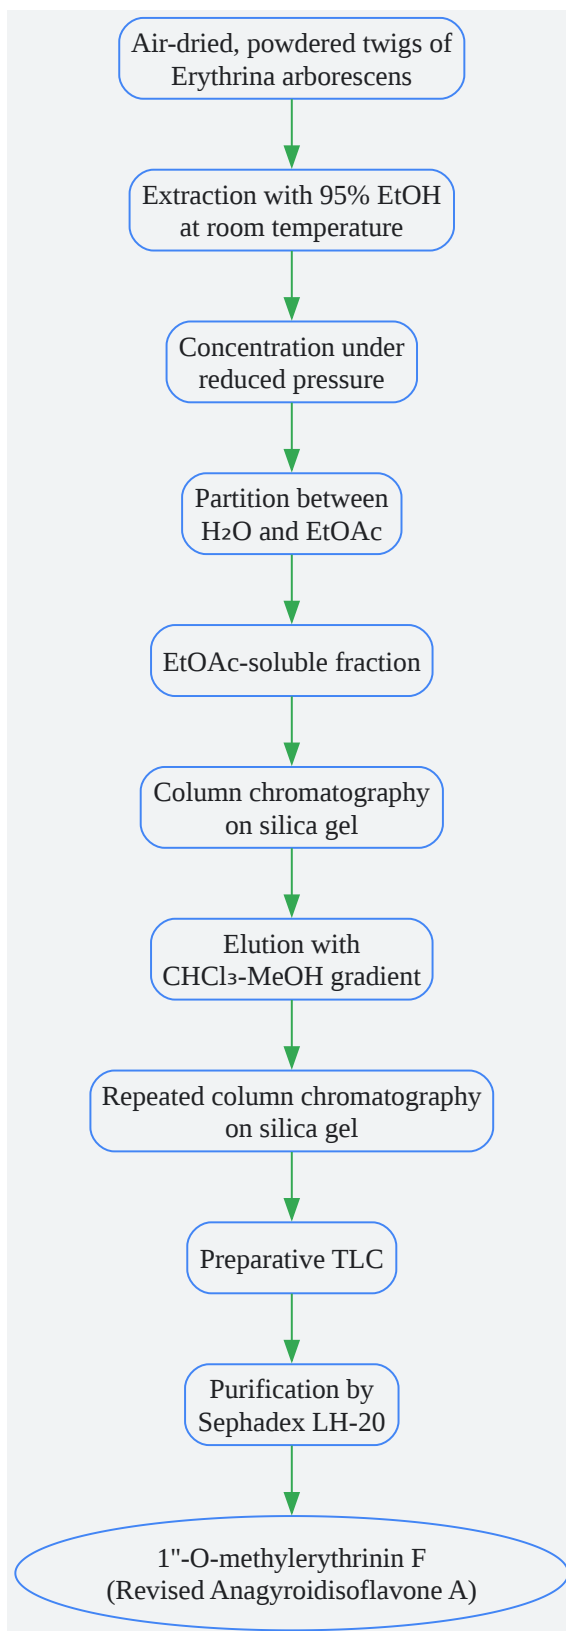 Air-dried, powdered twigs of
Erythrina arborescens
Extraction with 95% EtOH
at room temperature
Concentration under
reduced pressure
Partition between
H₂O and EtOAc
EtOAc-soluble fraction
Column chromatography
on silica gel
Elution with
CHCl₃-MeOH gradient
Repeated column chromatography
on silica gel
Preparative TLC
Purification by
Sephadex LH-20
1"-O-methylerythrinin F
(Revised Anagyroidisoflavone A)